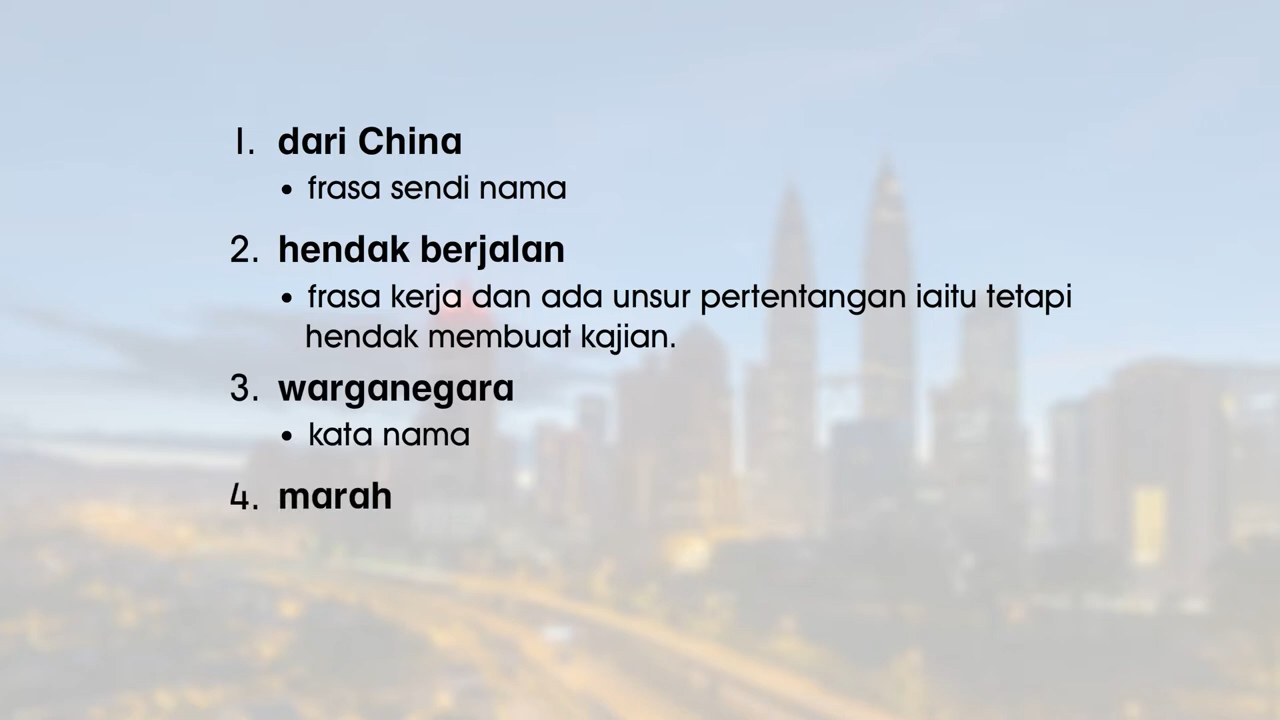 1. dari China
• frasa sendi nama
2. hendak berjalan
• frasa kerja dan ada unsur pertentangan iaitu tetapi
hendak membuat kajian.
3. warganegara
• kata nama
4. marah